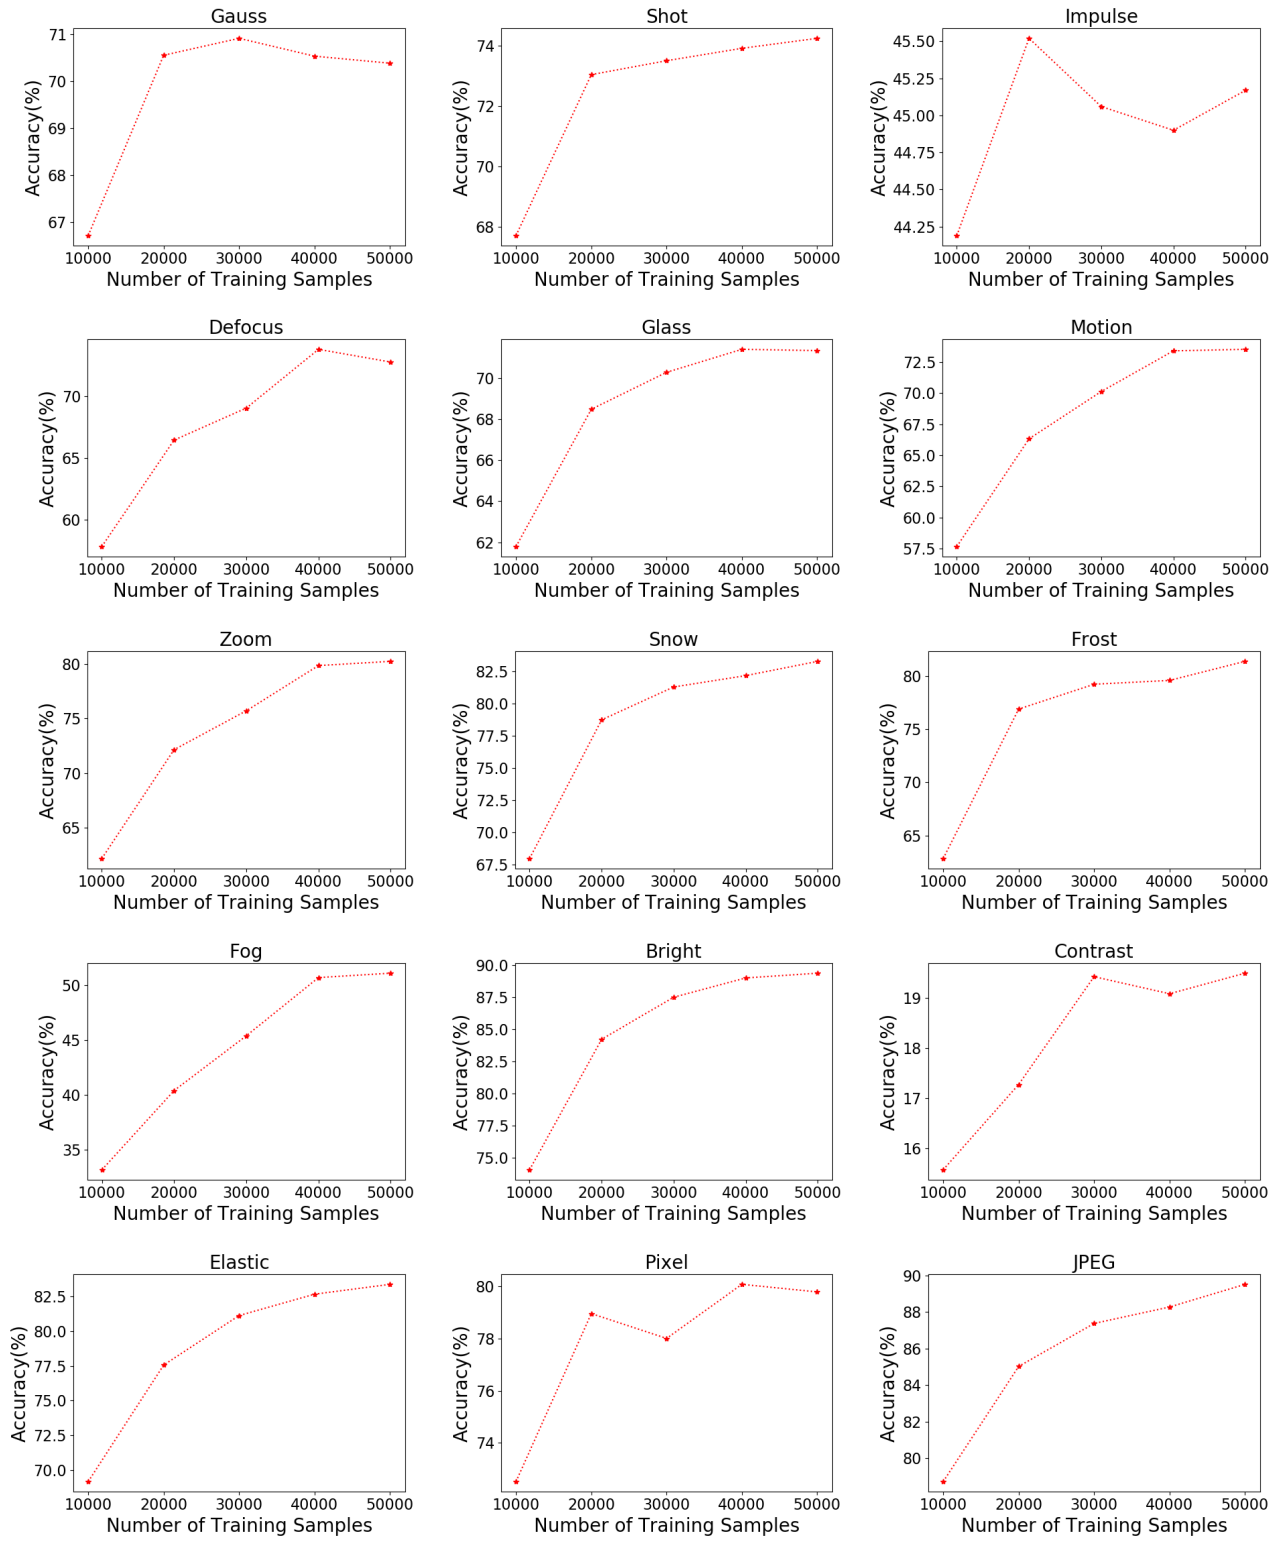 Gauss
Accuracy(%)
71
70
69
68
67
10000 20000 30000 40000 50000
Number of Training Samples
Shot
Accuracy(%)
74
72
70
68
10000 20000 30000 40000 50000
Number of Training Samples
Impulse
Accuracy(%)
45.50
45.25
45.00
44.75
44.50
44.25
10000 20000 30000 40000 50000
Number of Training Samples
Defocus
Accuracy(%)
70
65
60
10000 20000 30000 40000 50000
Number of Training Samples
Glass
Accuracy(%)
70
68
66
64
62
10000 20000 30000 40000 50000
Number of Training Samples
Motion
Accuracy(%)
72.5
70.0
67.5
65.0
62.5
60.0
57.5
10000 20000 30000 40000 50000
Number of Training Samples
Zoom
Accuracy(%)
80
75
70
65
10000 20000 30000 40000 50000
Number of Training Samples
Snow
Accuracy(%)
82.5
80.0
77.5
75.0
72.5
70.0
67.5
10000 20000 30000 40000 50000
Number of Training Samples
Frost
Accuracy(%)
80
75
70
65
10000 20000 30000 40000 50000
Number of Training Samples
Fog
Accuracy(%)
50
45
40
35
10000 20000 30000 40000 50000
Number of Training Samples
Bright
Accuracy(%)
90.0
87.5
85.0
82.5
80.0
77.5
75.0
10000 20000 30000 40000 50000
Number of Training Samples
Contrast
Accuracy(%)
19
18
17
16
10000 20000 30000 40000 50000
Number of Training Samples
Elastic
Accuracy(%)
82.5
80.0
77.5
75.0
72.5
70.0
10000 20000 30000 40000 50000
Number of Training Samples
Pixel
Accuracy(%)
80
78
76
74
10000 20000 30000 40000 50000
Number of Training Samples
JPEG
Accuracy(%)
90
88
86
84
82
80
10000 20000 30000 40000 50000
Number of Training Samples